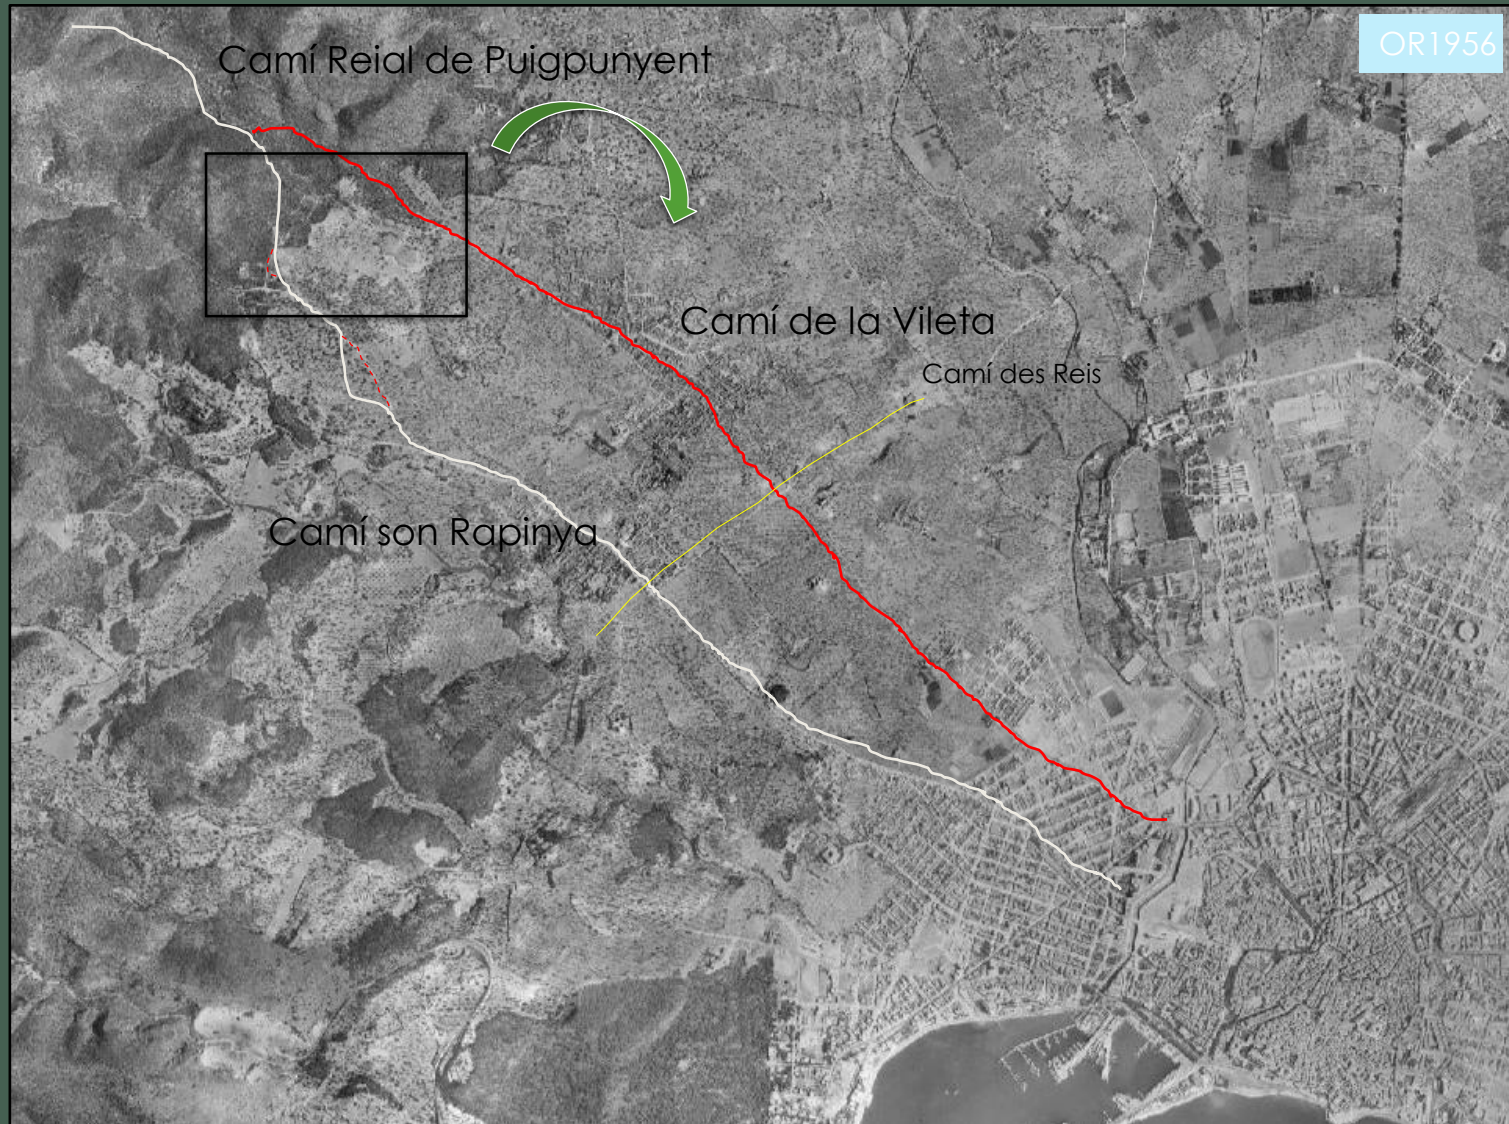 OR1956
Camí Reial de Puigpunyent
Camí de la Vileta
Camí des Reis
Camí son Rapinya